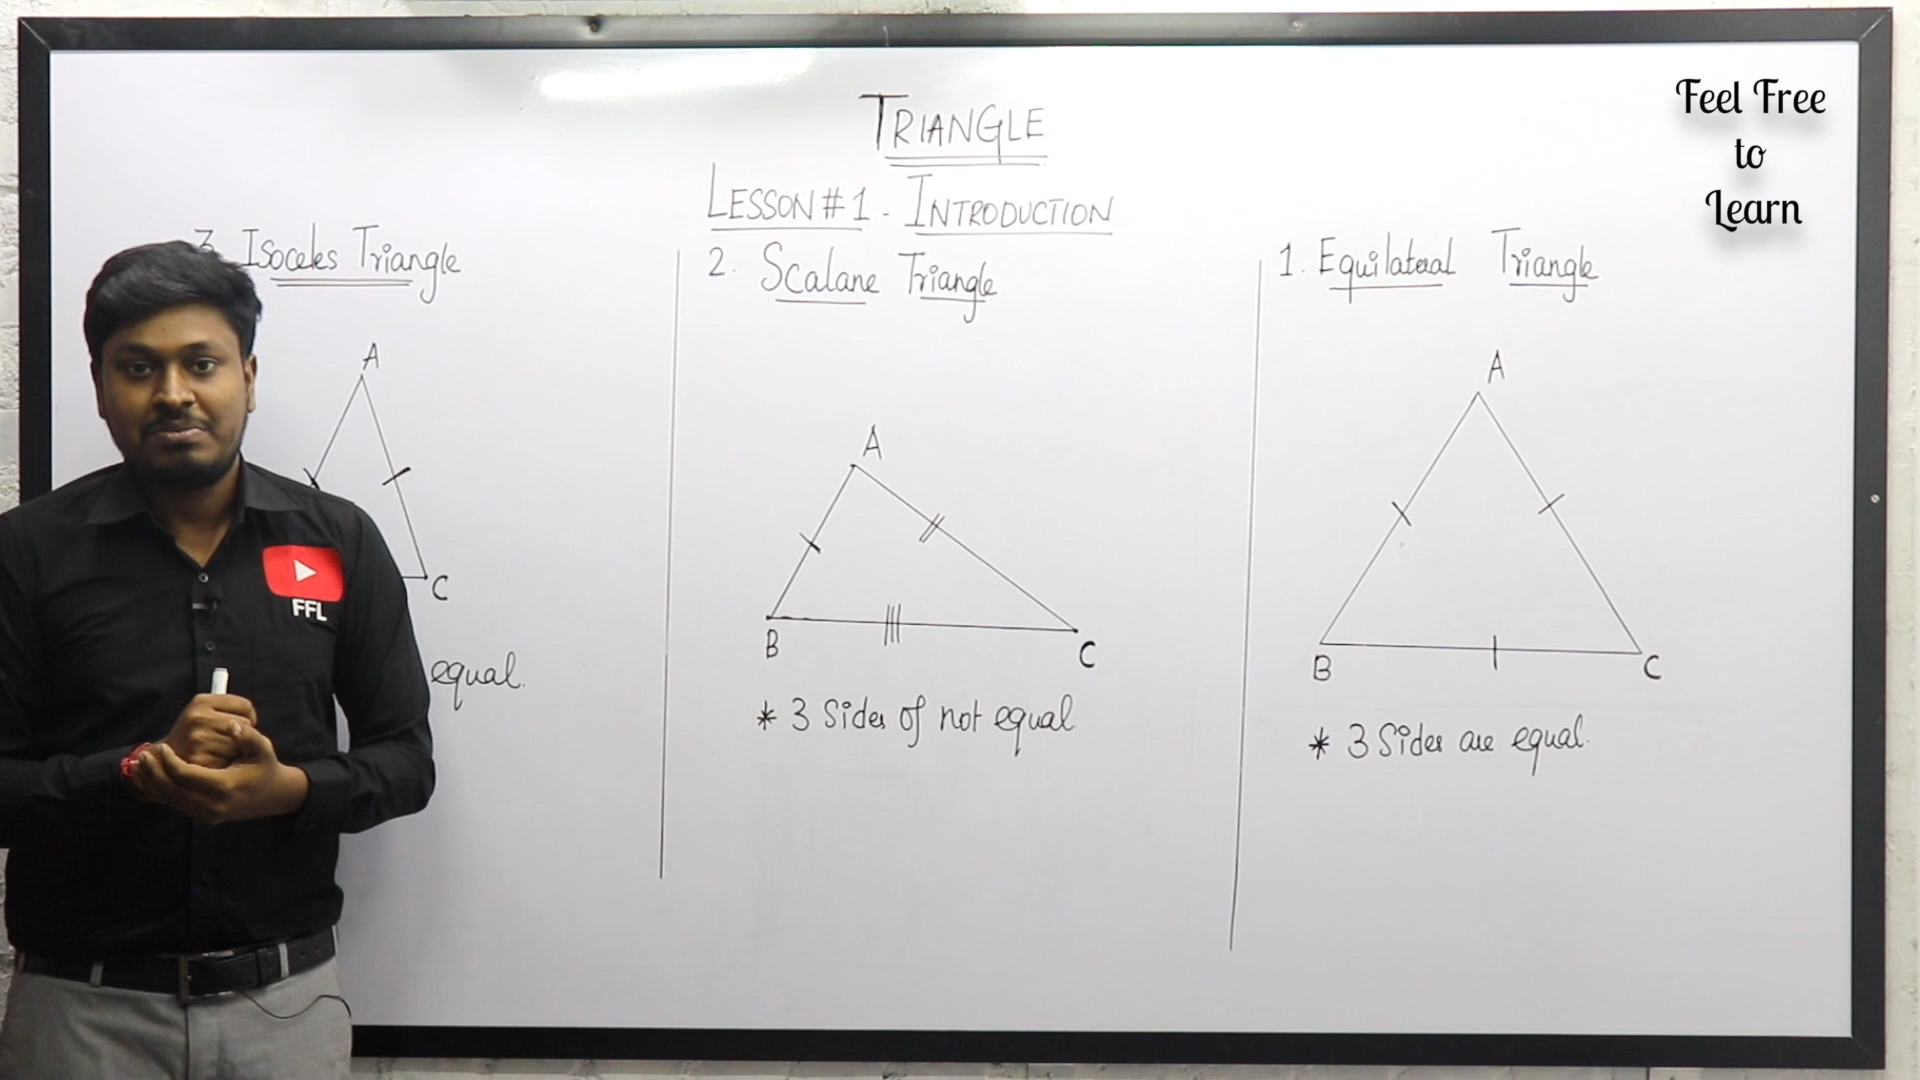 Feel Free
to
Learn
TRIANGLE
LESSON # 1 - INTRODUCTION
3. Isoceles Triangle
A
C
equal.
FFL
2. Scalane Triangle
A
B
C
* 3 Sides of not equal
1. Equilateral Triangle
A
B
C
* 3 Sides are equal.